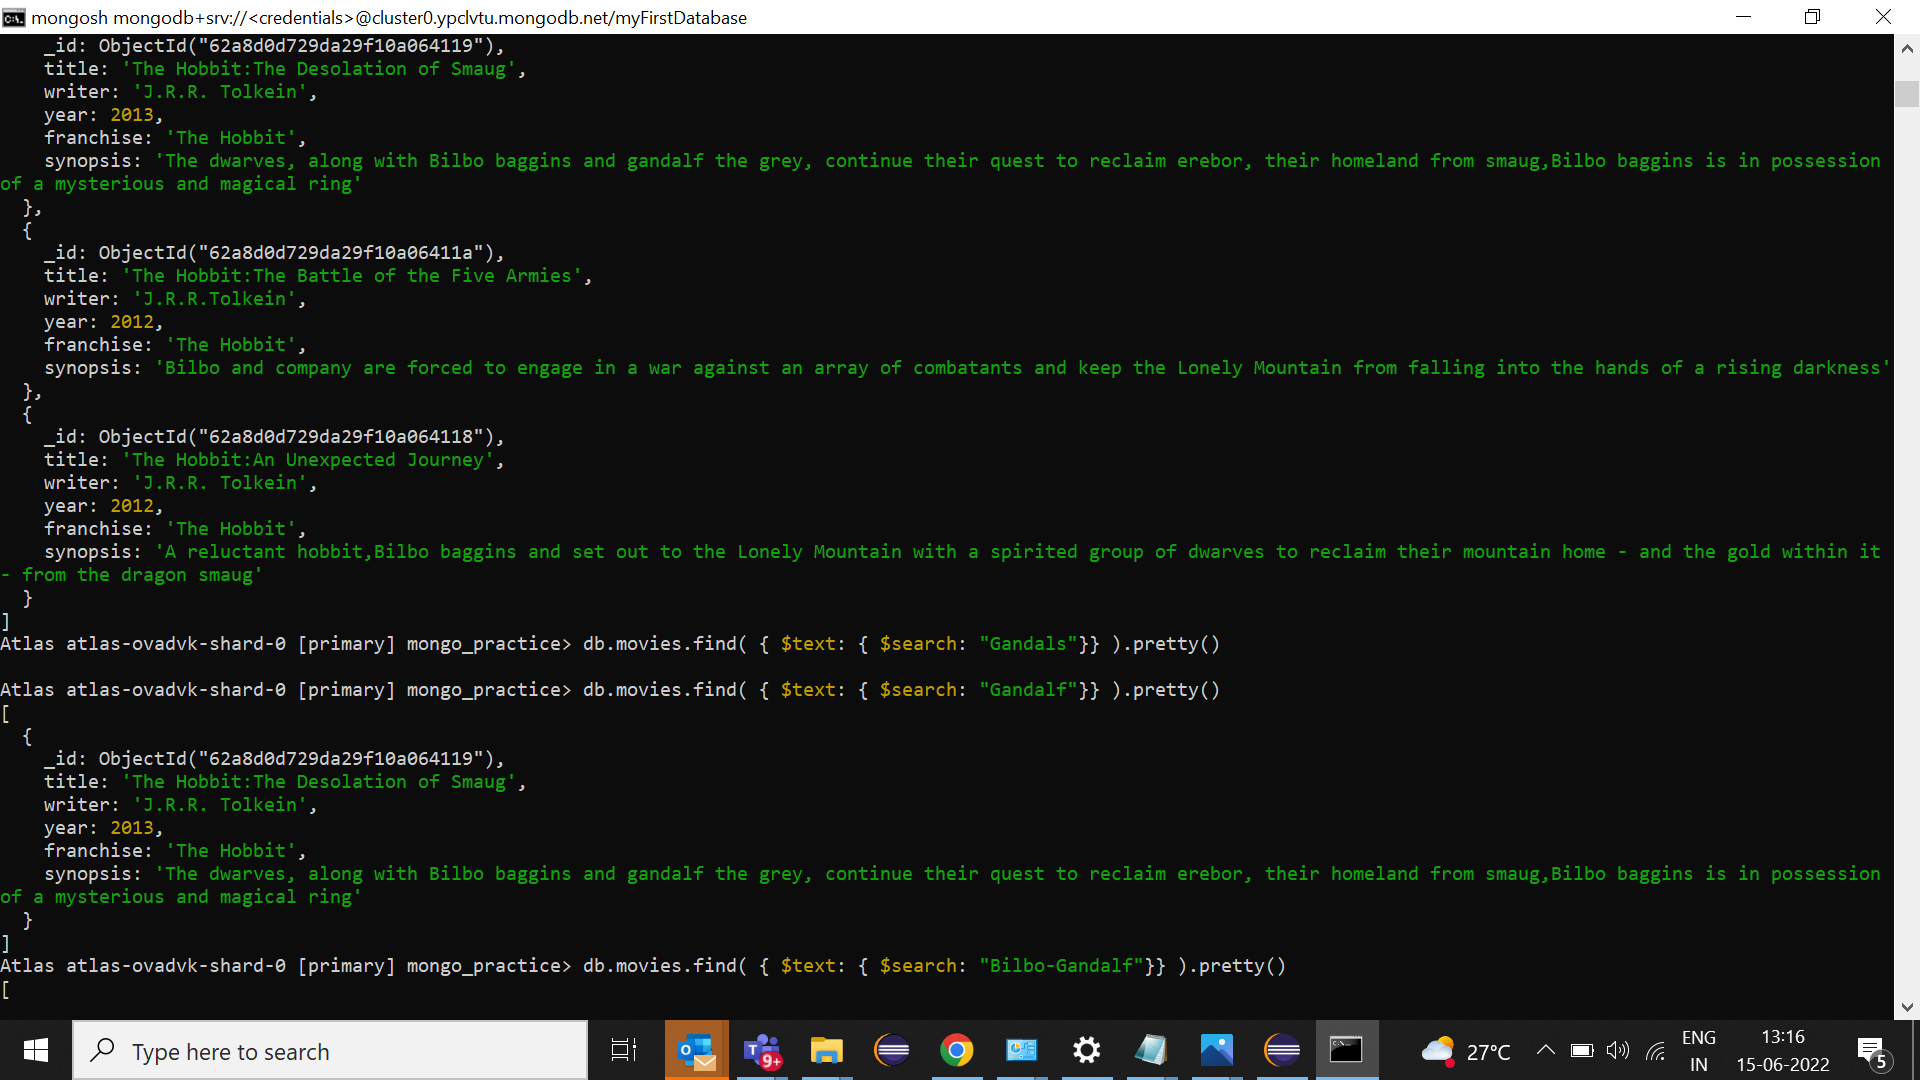 mongosh mongodb+srv://<credentials>@cluster0.ypclvtu.mongodb.net/myFirstDatabase
_id: ObjectId("62a8d0d729da29f10a064119"),
title: 'The Hobbit:The Desolation of Smaug',
writer: 'J.R.R. Tolkein',
year: 2013,
franchise: 'The Hobbit',
synopsis: 'The dwarves, along with Bilbo baggins and gandalf the grey, continue their quest to reclaim erebor, their homeland from smaug,Bilbo baggins is in possession
of a mysterious and magical ring'
},
{
_id: ObjectId("62a8d0d729da29f10a06411a"),
title: 'The Hobbit:The Battle of the Five Armies',
writer: 'J.R.R.Tolkein',
year: 2012,
franchise: 'The Hobbit',
synopsis: 'Bilbo and company are forced to engage in a war against an array of combatants and keep the Lonely Mountain from falling into the hands of a rising darkness'
},
{
_id: ObjectId("62a8d0d729da29f10a064118"),
title: 'The Hobbit:An Unexpected Journey',
writer: 'J.R.R. Tolkein',
year: 2012,
franchise: 'The Hobbit',
synopsis: 'A reluctant hobbit,Bilbo baggins and set out to the Lonely Mountain with a spirited group of dwarves to reclaim their mountain home - and the gold within it
- from the dragon smaug'
}
]
Atlas atlas-ovadvk-shard-0 [primary] mongo_practice> db.movies.find( { $text: { $search: "Gandals"}} ).pretty()
Atlas atlas-ovadvk-shard-0 [primary] mongo_practice> db.movies.find( { $text: { $search: "Gandalf"}} ).pretty()
[
{
_id: ObjectId("62a8d0d729da29f10a064119"),
title: 'The Hobbit:The Desolation of Smaug',
writer: 'J.R.R. Tolkein',
year: 2013,
franchise: 'The Hobbit',
synopsis: 'The dwarves, along with Bilbo baggins and gandalf the grey, continue their quest to reclaim erebor, their homeland from smaug,Bilbo baggins is in possession
of a mysterious and magical ring'
}
]
Atlas atlas-ovadvk-shard-0 [primary] mongo_practice> db.movies.find( { $text: { $search: "Bilbo-Gandalf"}} ).pretty()
[
Type here to search
9+
27°C
ENG
IN
13:16
15-06-2022
5